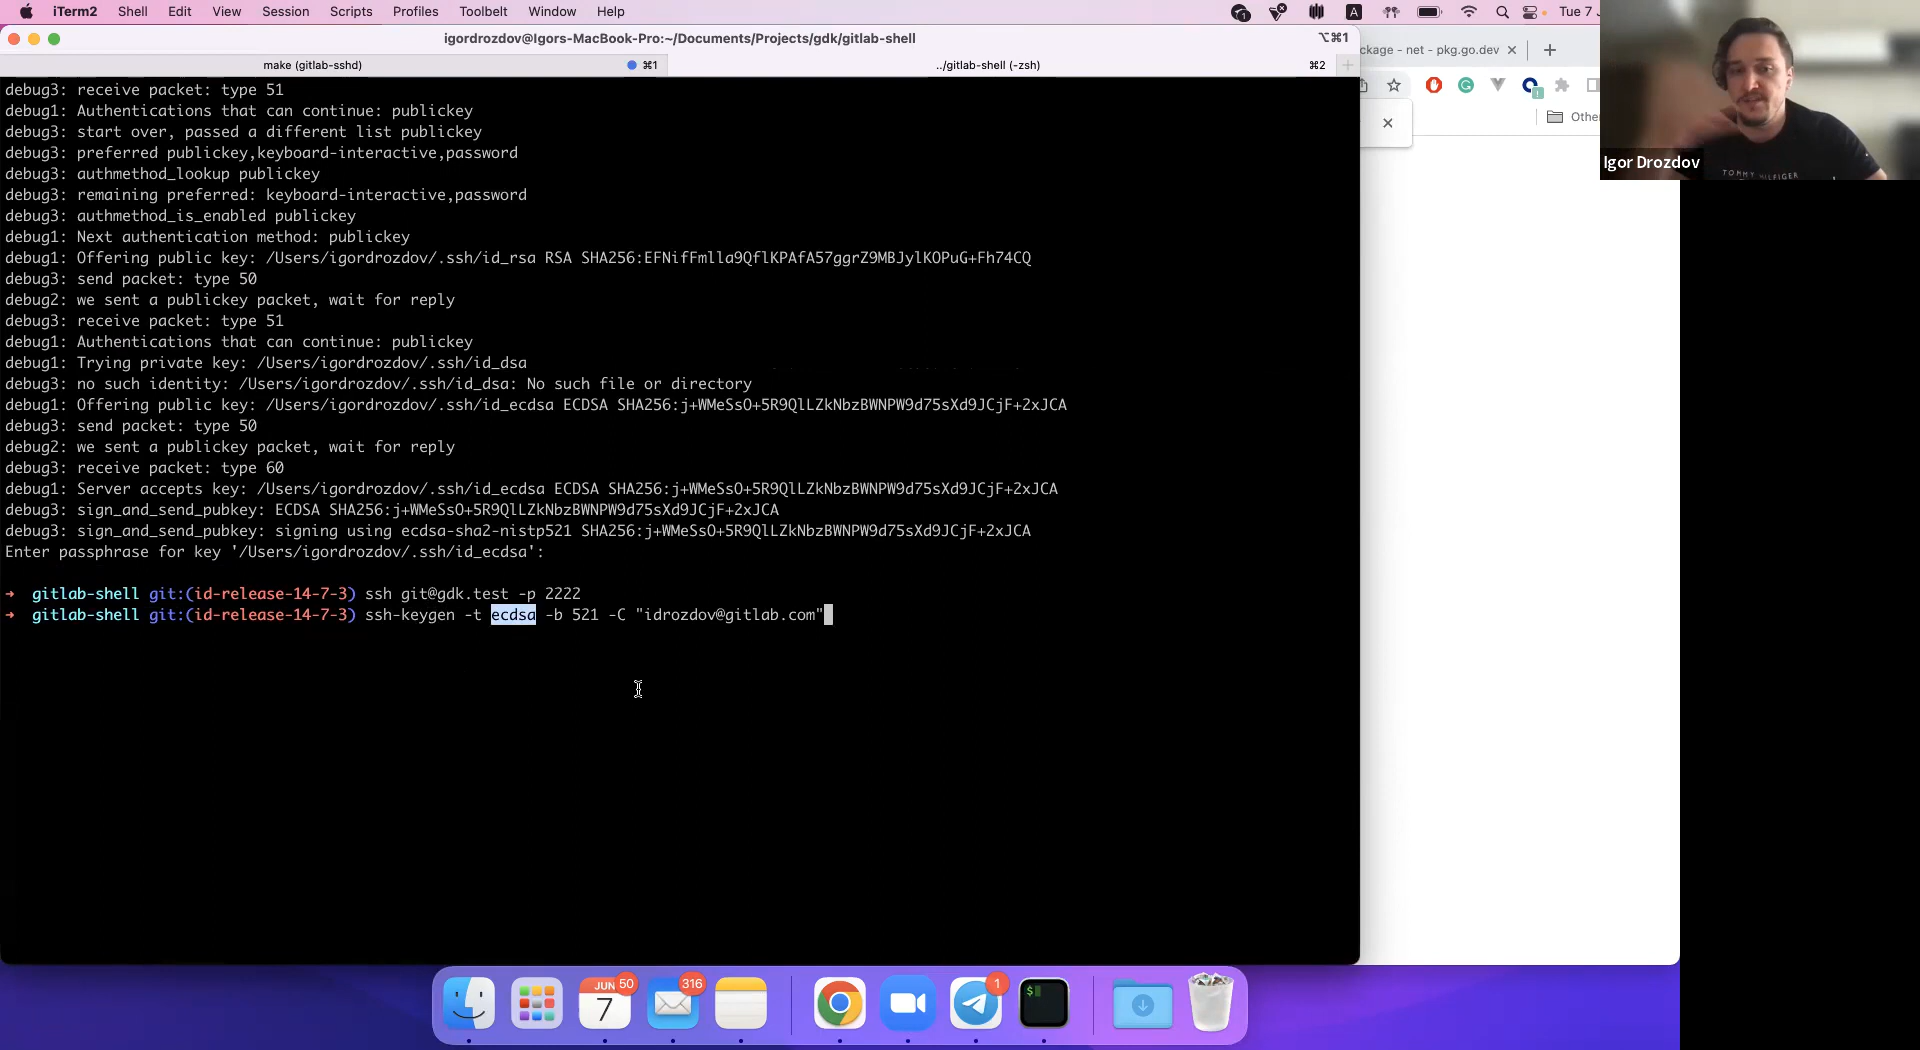 iTerm2 Shell Edit View Session Scripts Profiles Toolbelt Window Help 1 A Tue 7
igordrozdov@Igors-MacBook-Pro:~/Documents/Projects/gdk/gitlab-shell ⌥⌘1
ckage - net - pkg.go.dev
make (gitlab-sshd) ⌘1 ../gitlab-shell (-zsh) ⌘2
Othe
debug3: receive packet: type 51
debug1: Authentications that can continue: publickey
debug3: start over, passed a different list publickey
debug3: preferred publickey,keyboard-interactive,password
debug3: authmethod_lookup publickey
debug3: remaining preferred: keyboard-interactive,password
debug3: authmethod_is_enabled publickey
debug1: Next authentication method: publickey
debug1: Offering public key: /Users/igordrozdov/.ssh/id_rsa RSA SHA256:EFNifFmlla9QflKPAfA57ggrZ9MBJylKOPuG+Fh74CQ
debug3: send packet: type 50
debug2: we sent a publickey packet, wait for reply
debug3: receive packet: type 51
debug1: Authentications that can continue: publickey
debug1: Trying private key: /Users/igordrozdov/.ssh/id_dsa
debug3: no such identity: /Users/igordrozdov/.ssh/id_dsa: No such file or directory
debug1: Offering public key: /Users/igordrozdov/.ssh/id_ecdsa ECDSA SHA256:j+WMeSsO+5R9QlLZkNbzBWNPW9d75sXd9JCjF+2xJCA
debug3: send packet: type 50
debug2: we sent a publickey packet, wait for reply
debug3: receive packet: type 60
debug1: Server accepts key: /Users/igordrozdov/.ssh/id_ecdsa ECDSA SHA256:j+WMeSsO+5R9QlLZkNbzBWNPW9d75sXd9JCjF+2xJCA
debug3: sign_and_send_pubkey: ECDSA SHA256:j+WMeSsO+5R9QlLZkNbzBWNPW9d75sXd9JCjF+2xJCA
debug3: sign_and_send_pubkey: signing using ecdsa-sha2-nistp521 SHA256:j+WMeSsO+5R9QlLZkNbzBWNPW9d75sXd9JCjF+2xJCA
Enter passphrase for key '/Users/igordrozdov/.ssh/id_ecdsa':
➜ gitlab-shell git:(id-release-14-7-3) ssh git@gdk.test -p 2222
➜ gitlab-shell git:(id-release-14-7-3) ssh-keygen -t ecdsa -b 521 -C "idrozdov@gitlab.com"
Igor Drozdov
TOMMY HILFIGER
JUN 50 316 1
7 $